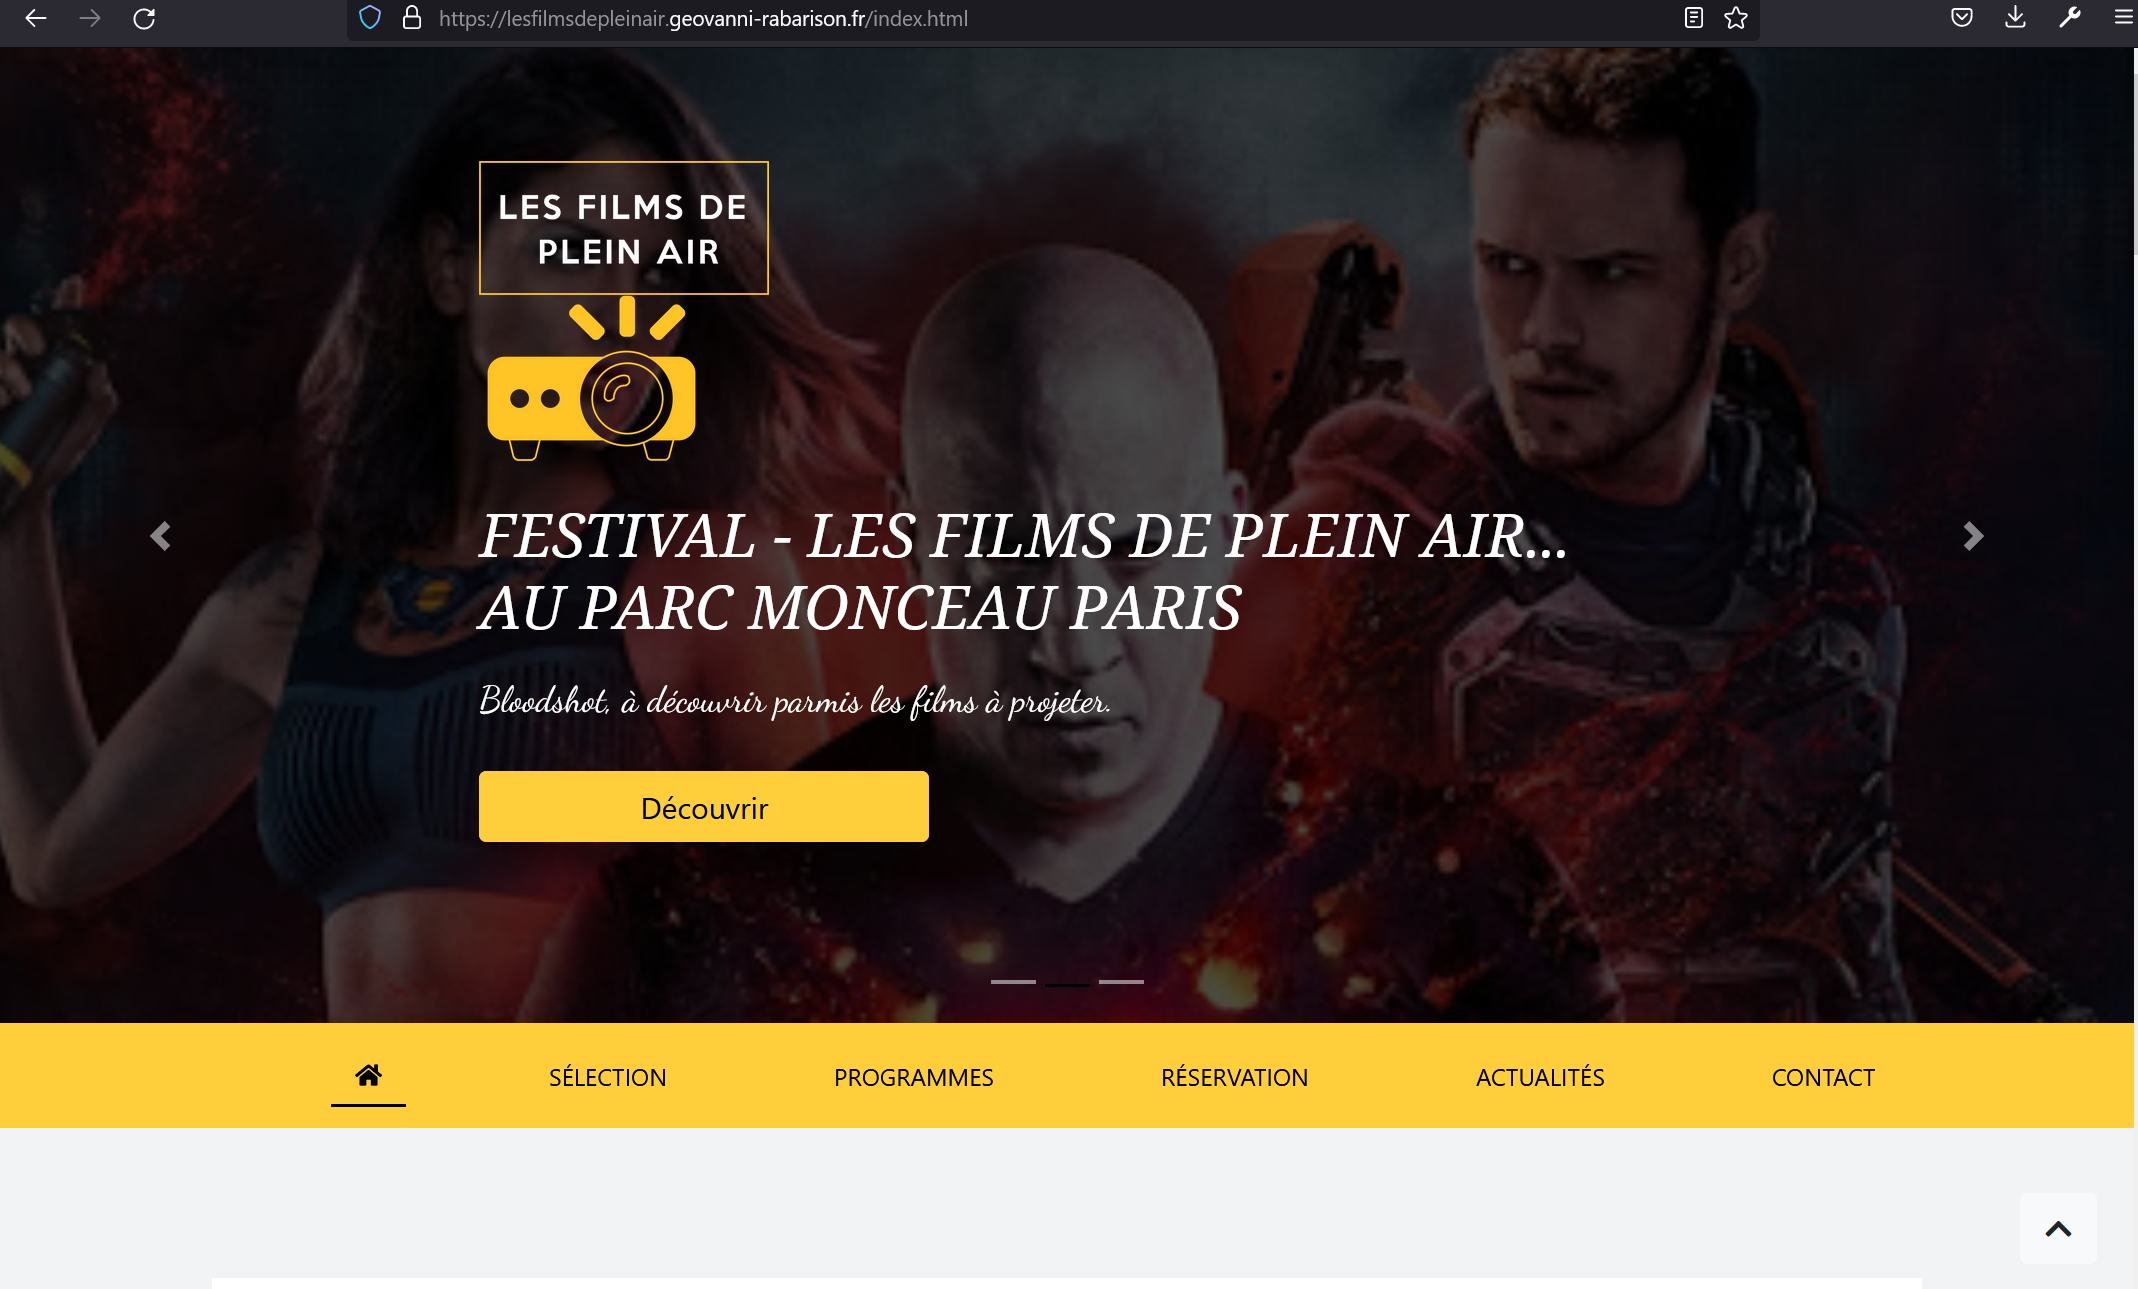 https://lesfilmsdepleinair.geovanni-rabarison.fr/index.html
LES FILMS DE
PLEIN AIR
FESTIVAL - LES FILMS DE PLEIN AIR...
AU PARC MONCEAU PARIS
Bloodshot, à découvrir parmis les films à projeter.
Découvrir
SÉLECTION PROGRAMMES RÉSERVATION ACTUALITÉS CONTACT